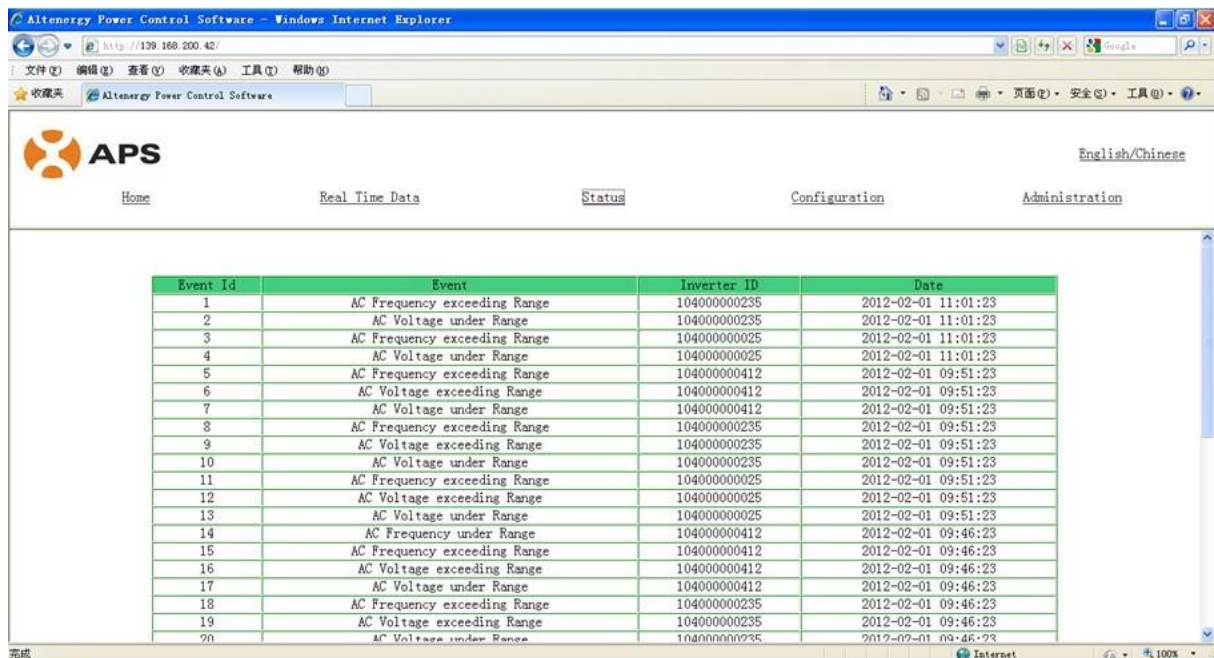 Altenergy Power Control Software - Windows Internet Explorer
http://139.168.200.42/
Google
文件(F) 编辑(E) 查看(V) 收藏夹(A) 工具(T) 帮助(H)
收藏夹 Altenergy Power Control Software 页面(P) 安全(S) 工具(O)
APS
English/Chinese
Home Real Time Data Status Configuration Administration
Event Id Event Inverter ID Date
1 AC Frequency exceeding Range 104000000235 2012-02-01 11:01:23
2 AC Voltage under Range 104000000235 2012-02-01 11:01:23
3 AC Frequency exceeding Range 104000000025 2012-02-01 11:01:23
4 AC Voltage under Range 104000000025 2012-02-01 11:01:23
5 AC Frequency exceeding Range 104000000412 2012-02-01 09:51:23
6 AC Voltage exceeding Range 104000000412 2012-02-01 09:51:23
7 AC Voltage under Range 104000000412 2012-02-01 09:51:23
8 AC Frequency exceeding Range 104000000235 2012-02-01 09:51:23
9 AC Voltage exceeding Range 104000000235 2012-02-01 09:51:23
10 AC Voltage under Range 104000000235 2012-02-01 09:51:23
11 AC Frequency exceeding Range 104000000025 2012-02-01 09:51:23
12 AC Voltage exceeding Range 104000000025 2012-02-01 09:51:23
13 AC Voltage under Range 104000000025 2012-02-01 09:51:23
14 AC Frequency under Range 104000000412 2012-02-01 09:46:23
15 AC Frequency exceeding Range 104000000412 2012-02-01 09:46:23
16 AC Voltage exceeding Range 104000000412 2012-02-01 09:46:23
17 AC Voltage under Range 104000000412 2012-02-01 09:46:23
18 AC Frequency exceeding Range 104000000235 2012-02-01 09:46:23
19 AC Voltage exceeding Range 104000000235 2012-02-01 09:46:23
20 AC Voltage under Range 104000000235 2012-02-01 09:46:23
完成 Internet 100%